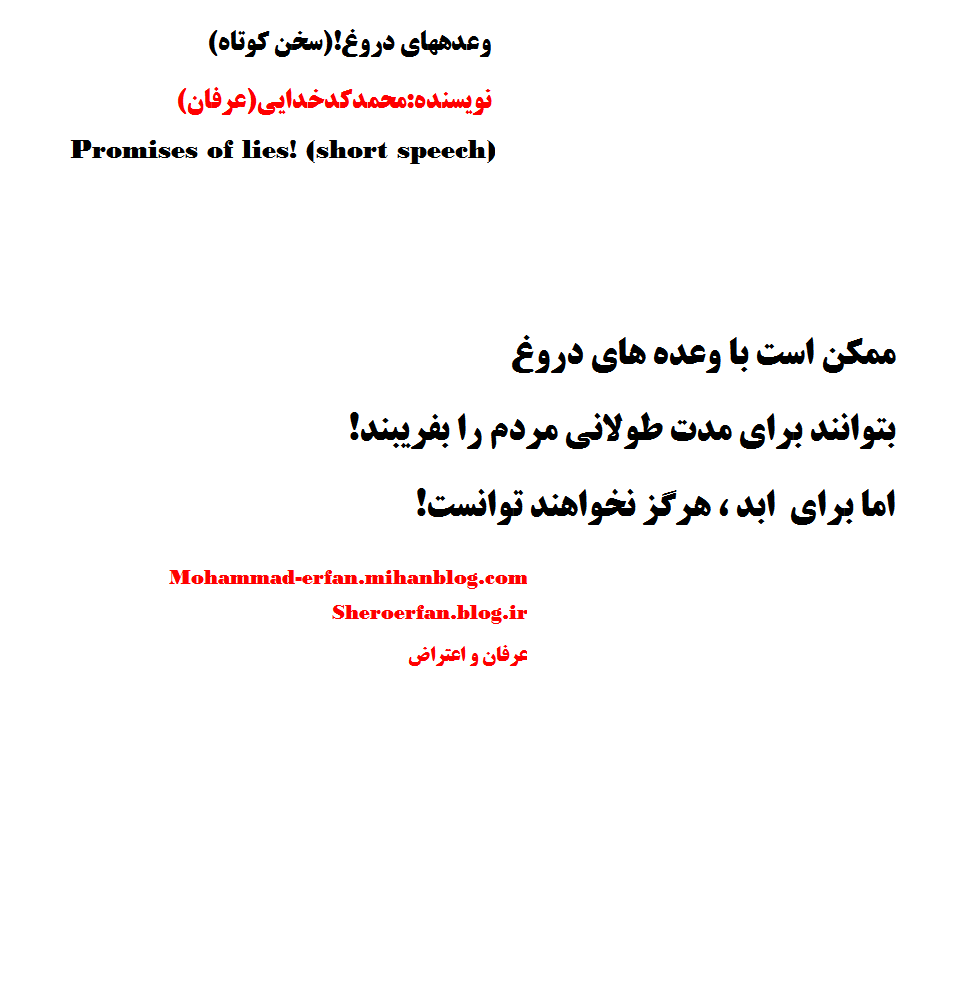 وعدههای دروغ!(سخن کوتاه)
نویسنده:محمدکدخدایی(عرفان)
Promises of lies! (short speech)
ممکن است با وعده های دروغ
بتوانند برای مدت طولانی مردم را بفریبند!
اما برای  ابد ، هرگز نخواهند توانست!
Mohammad-erfan.mihanblog.com
Sheroerfan.blog.ir
عرفان و اعتراض